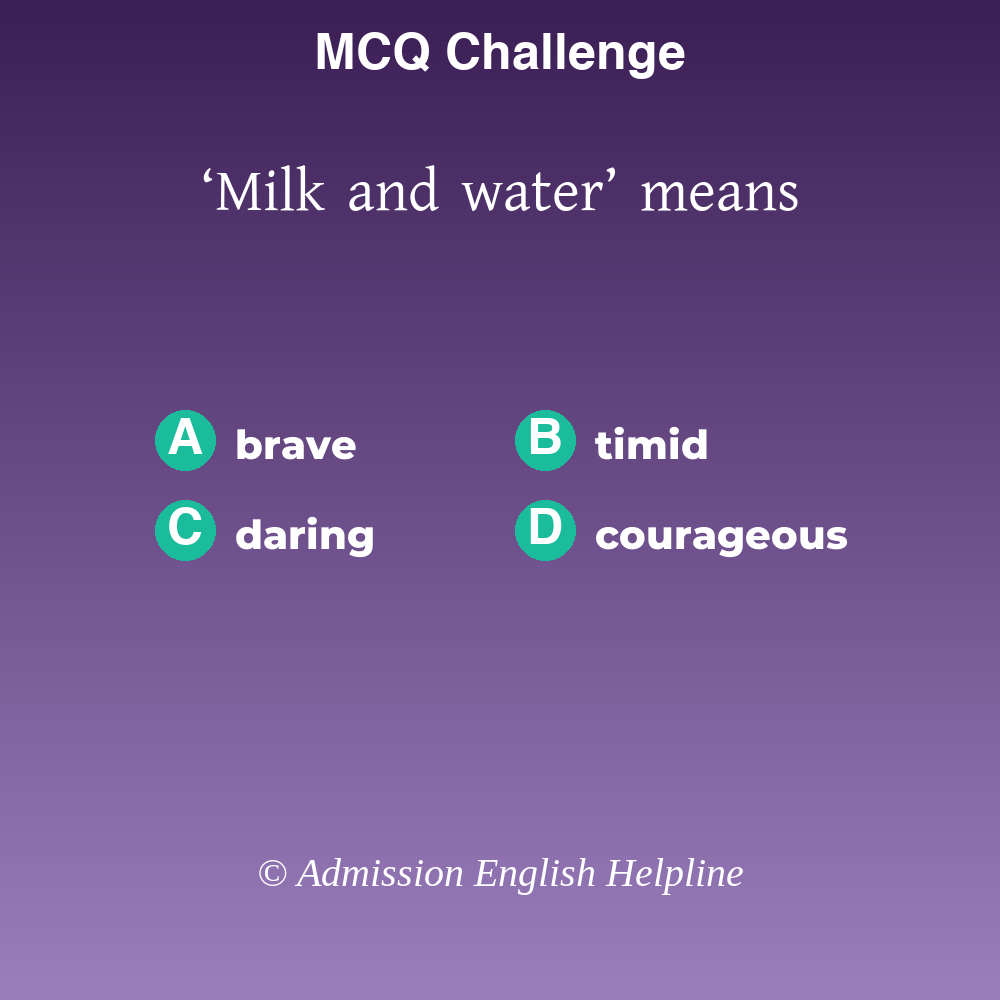 MCQ Challenge
‘Milk and water’ means
A brave
B timid
C daring
D courageous
© Admission English Helpline